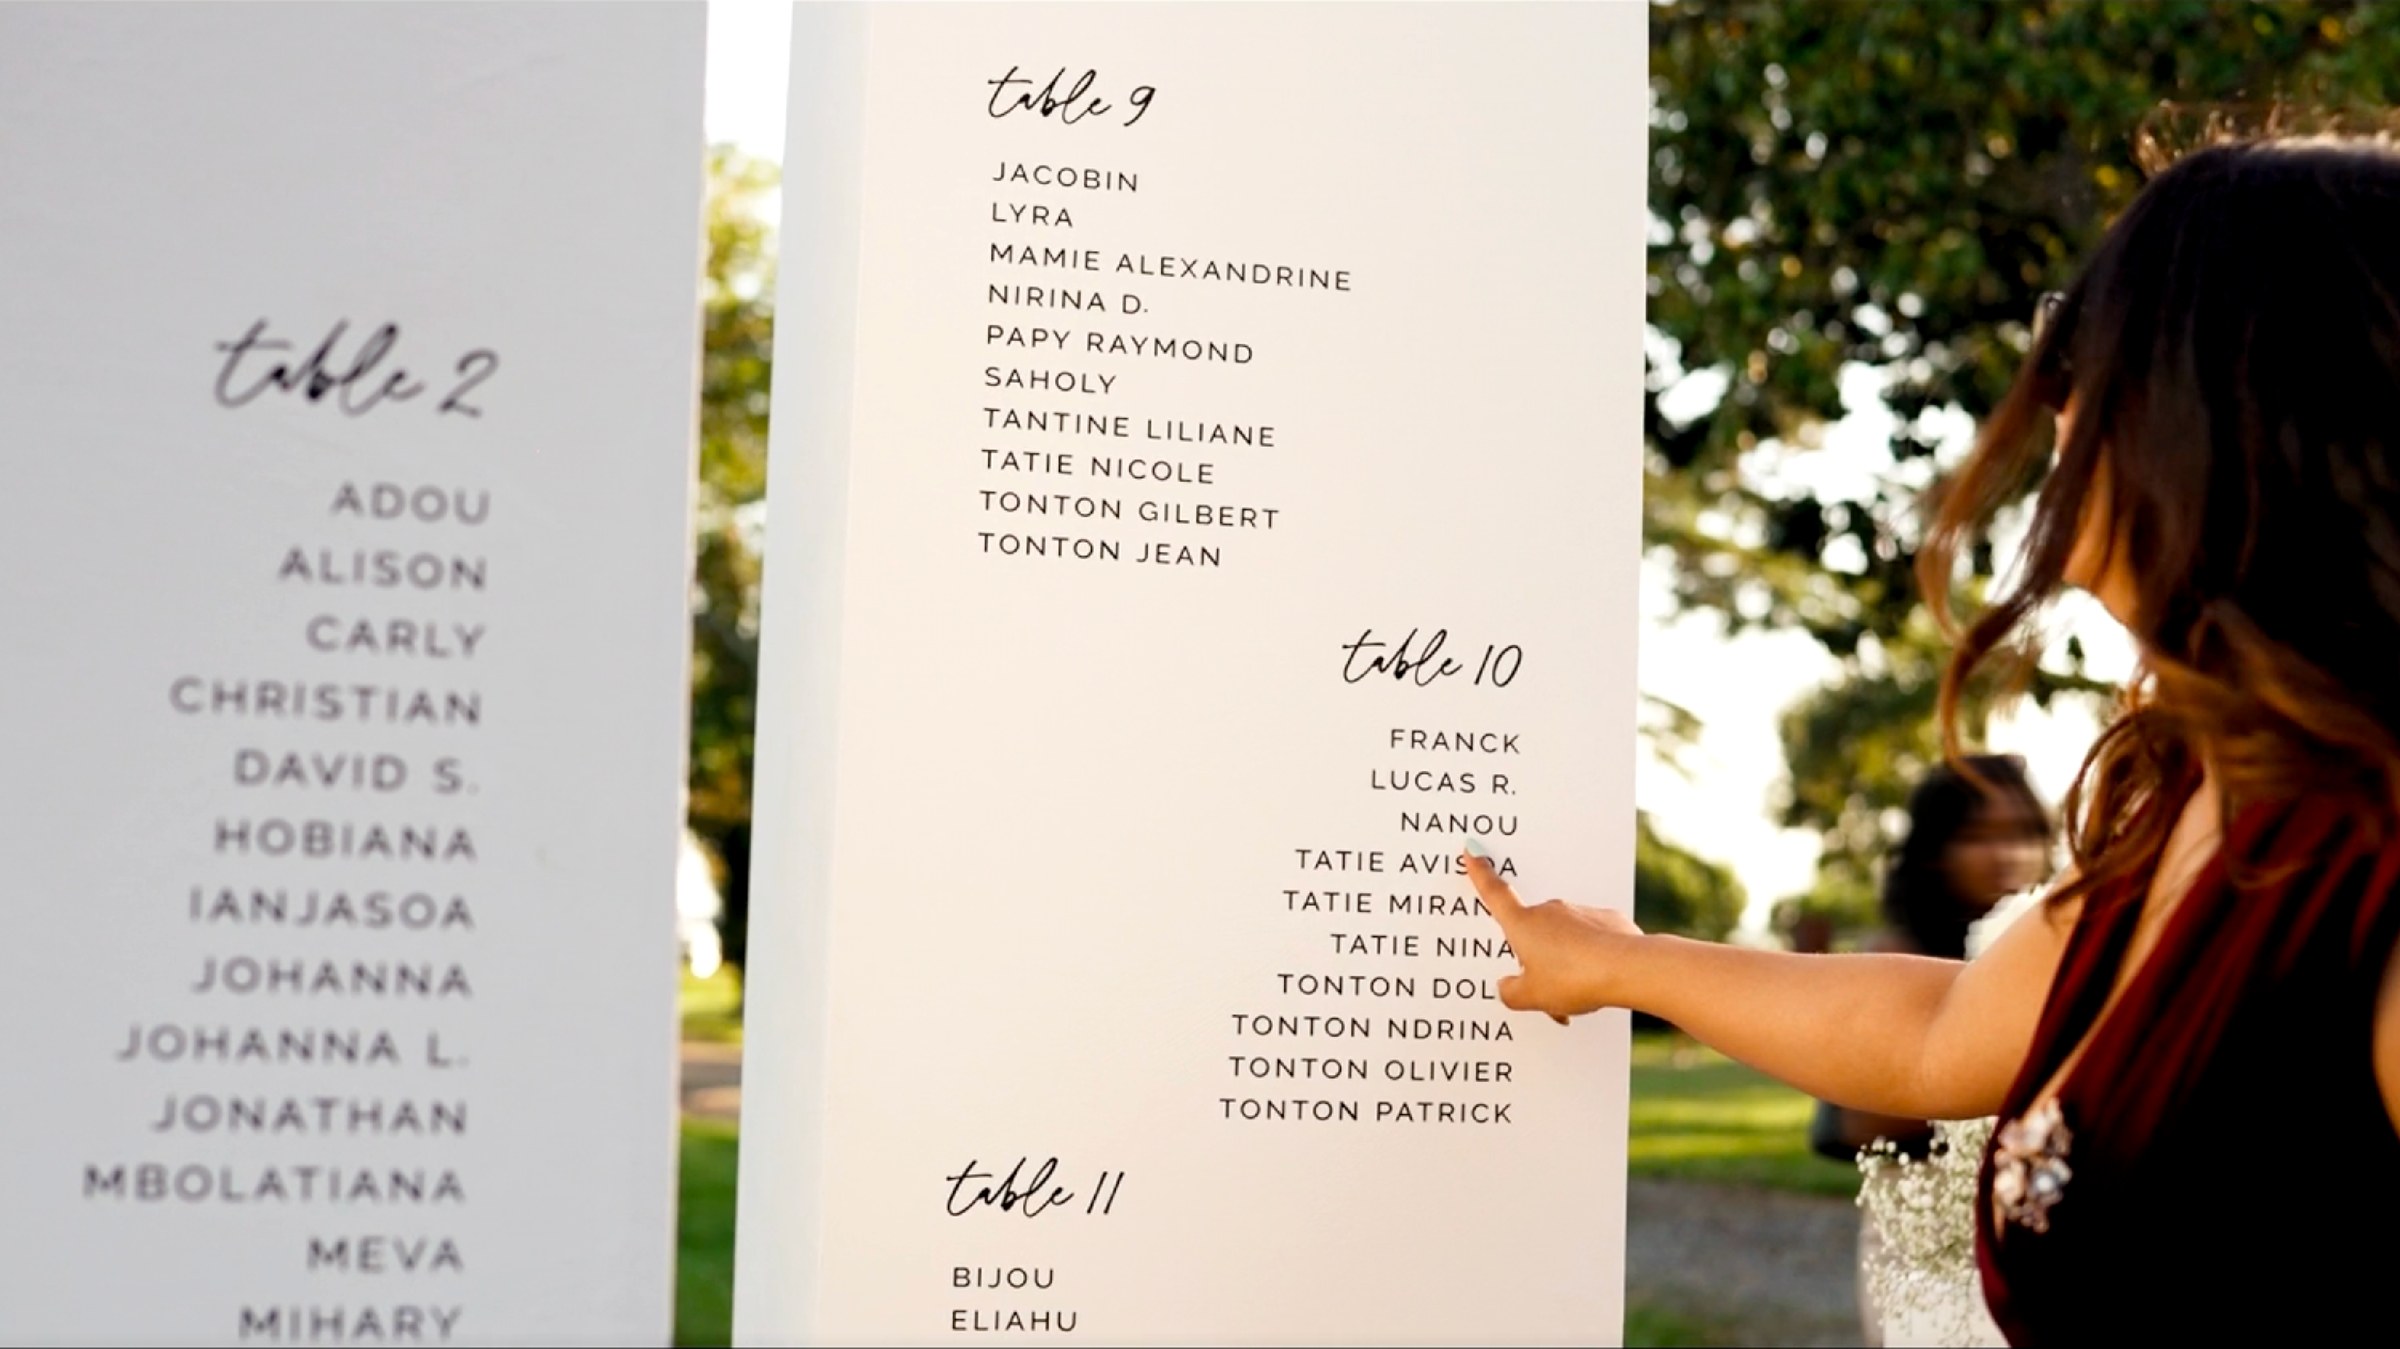 table 2
ADOU
ALISON
CARLY
CHRISTIAN
DAVID S.
HOBIANA
IANJASOA
JOHANNA
JOHANNA L.
JONATHAN
MBOLATIANA
MEVA
MIHARY
table 9
JACOBIN
LYRA
MAMIE ALEXANDRINE
NIRINA D.
PAPY RAYMOND
SAHOLY
TANTINE LILIANE
TATIE NICOLE
TONTON GILBERT
TONTON JEAN
table 10
FRANCK
LUCAS R.
NANOU
TATIE AVISOA
TATIE
TATIE NINA
TONTON
TONTON NDRINA
TONTON OLIVIER
TONTON PATRICK
table 11
BIJOU
ELIAHU